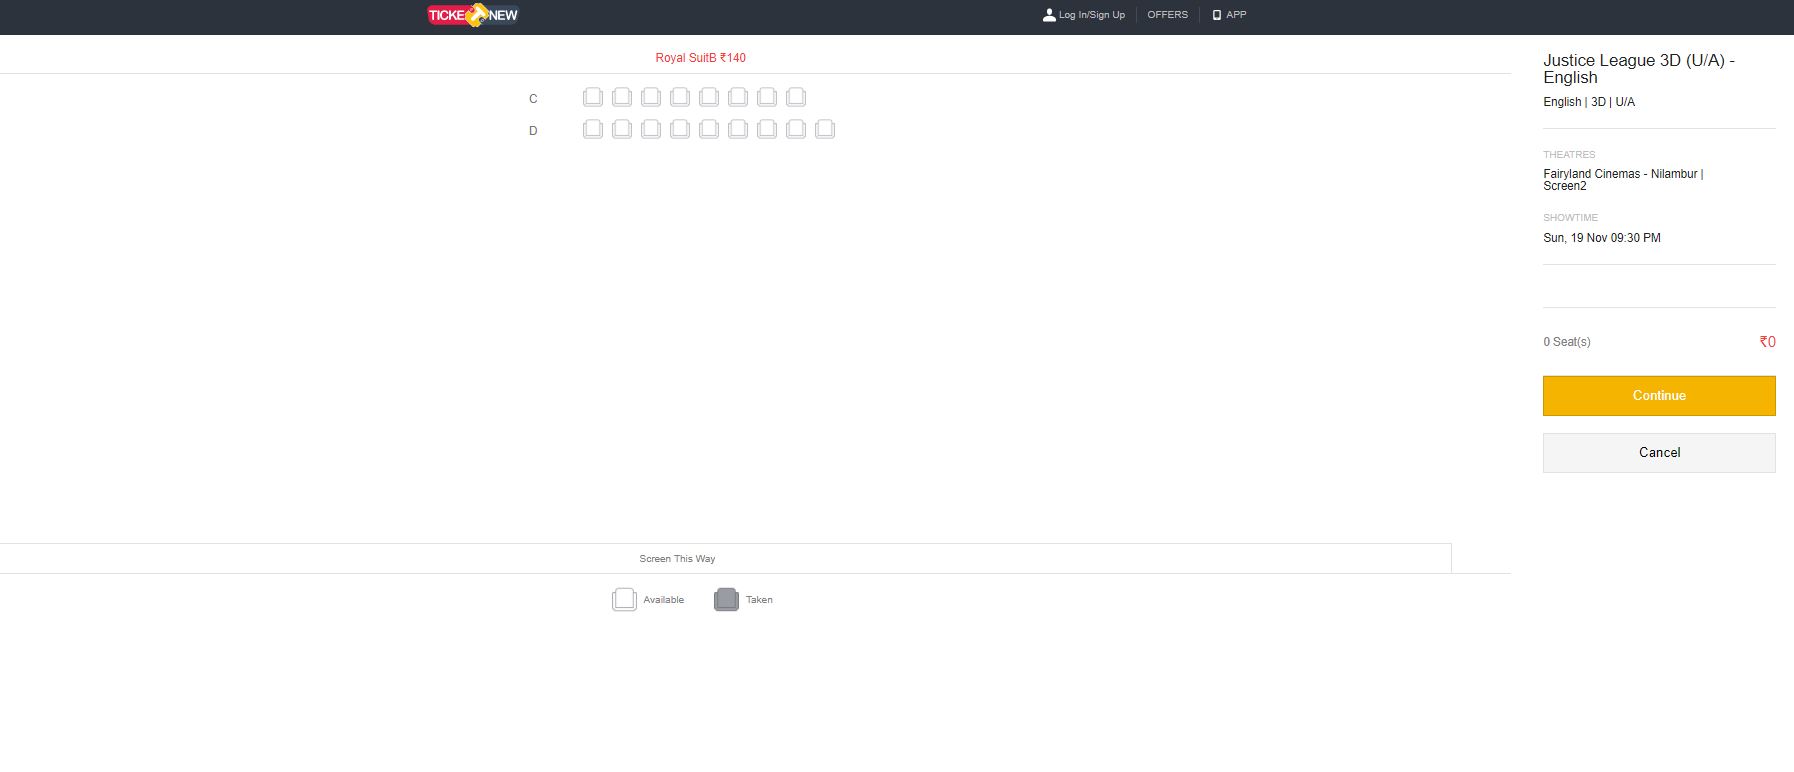 TICKET NEW
Log In/Sign Up
OFFERS
APP
Royal SuitB ₹140
C
D
Screen This Way
Available
Taken
Justice League 3D (U/A) -
English
English | 3D | U/A
THEATRES
Fairyland Cinemas - Nilambur |
Screen2
SHOWTIME
Sun, 19 Nov 09:30 PM
0 Seat(s)
₹0
Continue
Cancel